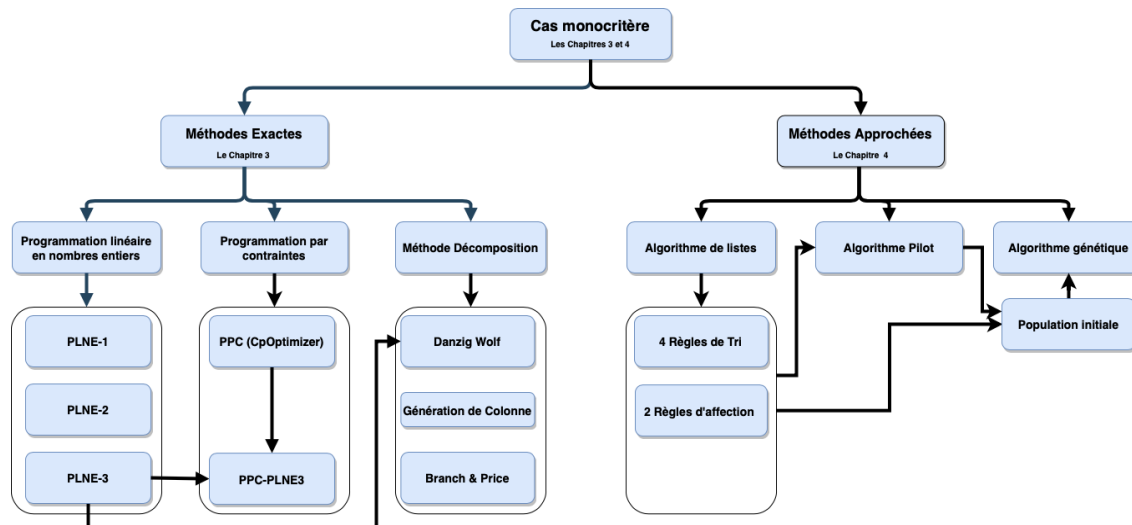 Cas monocritère
Les Chapitres 3 et 4
Méthodes Exactes
Le Chapitre 3
Méthodes Approchées
Le Chapitre 4
Programmation linéaire
en nombres entiers
Programmation par
contraintes
Méthode Décomposition
Algorithme de listes
Algorithme Pilot
Algorithme génétique
PLNE-1
PLNE-2
PLNE-3
PPC (CpOptimizer)
PPC-PLNE3
Danzig Wolf
Génération de Colonne
Branch & Price
4 Règles de Tri
2 Règles d'affection
Population initiale